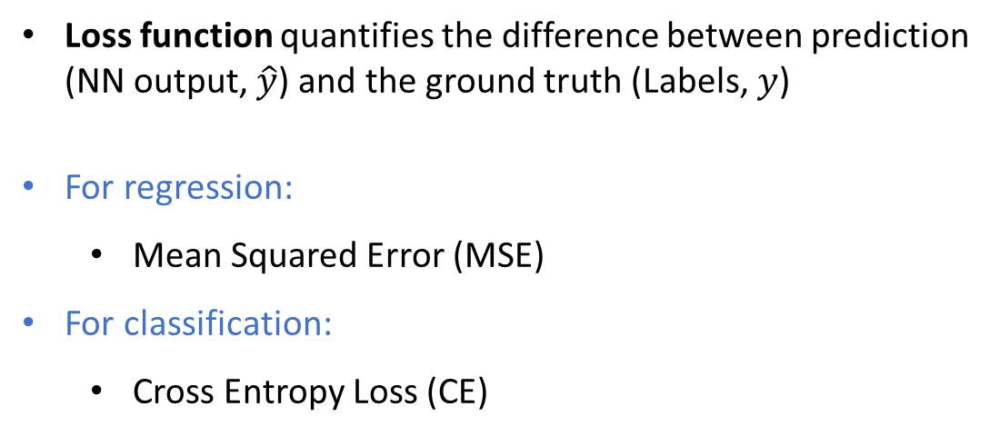 • Loss function quantifies the difference between prediction
(NN output, ŷ) and the ground truth (Labels, y)
• For regression:
• Mean Squared Error (MSE)
• For classification:
• Cross Entropy Loss (CE)